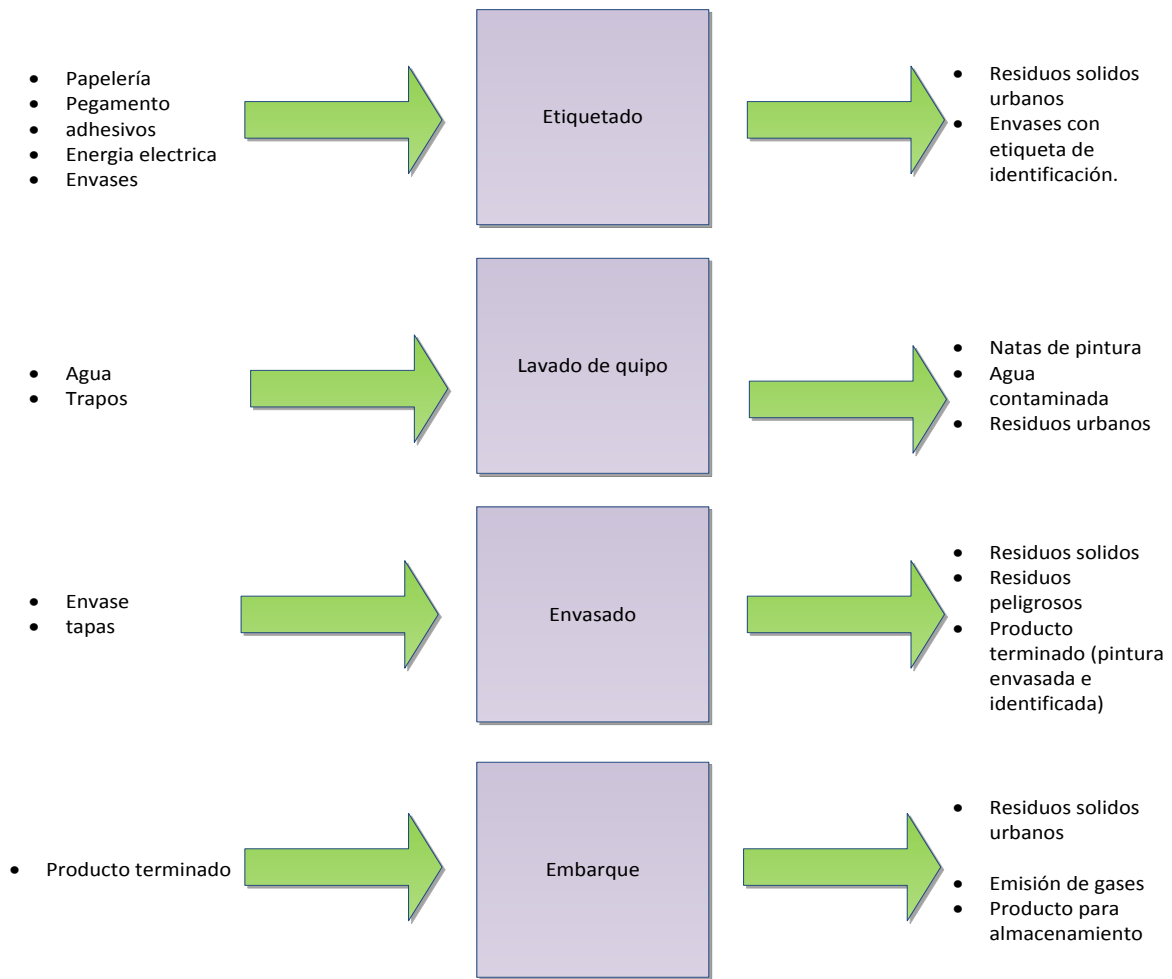 • Papelería
• Pegamento
• adhesivos
• Energia electrica
• Envases
Etiquetado
• Residuos solidos
urbanos
• Envases con
etiqueta de
identificación.
• Agua
• Trapos
Lavado de quipo
• Natas de pintura
• Agua
contaminada
• Residuos urbanos
• Envase
• tapas
Envasado
• Residuos solidos
• Residuos
peligrosos
• Producto
terminado (pintura
envasada e
identificada)
• Producto terminado
Embarque
• Residuos solidos
urbanos
• Emisión de gases
• Producto para
almacenamiento